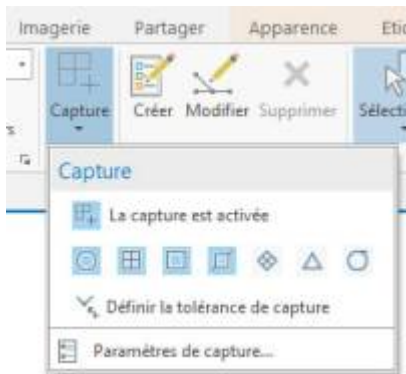 Imagerie Partager Apparence
Capture Créer Modifier Supprimer
Capture
La capture est activée
Définir la tolérance de capture
Paramètres de capture...